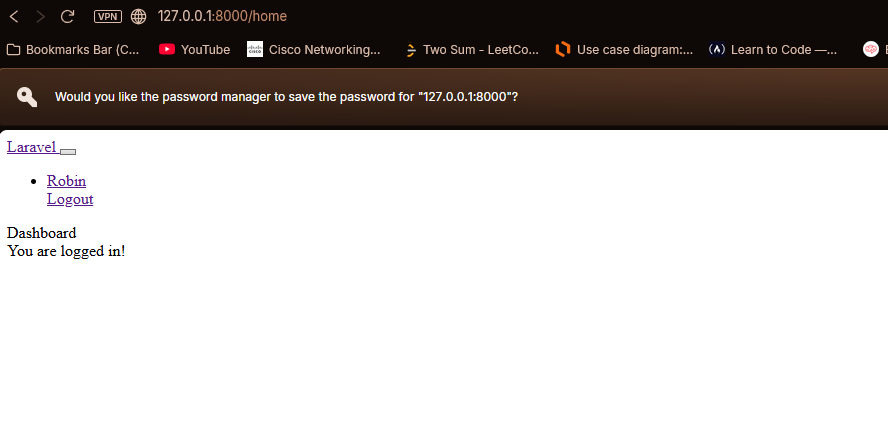 VPN 127.0.0.1:8000/home
Bookmarks Bar (C... YouTube Cisco Networking... Two Sum - LeetCo... Use case diagram:... Learn to Code —...
Would you like the password manager to save the password for "127.0.0.1:8000"?
Laravel
Robin
Logout
Dashboard
You are logged in!